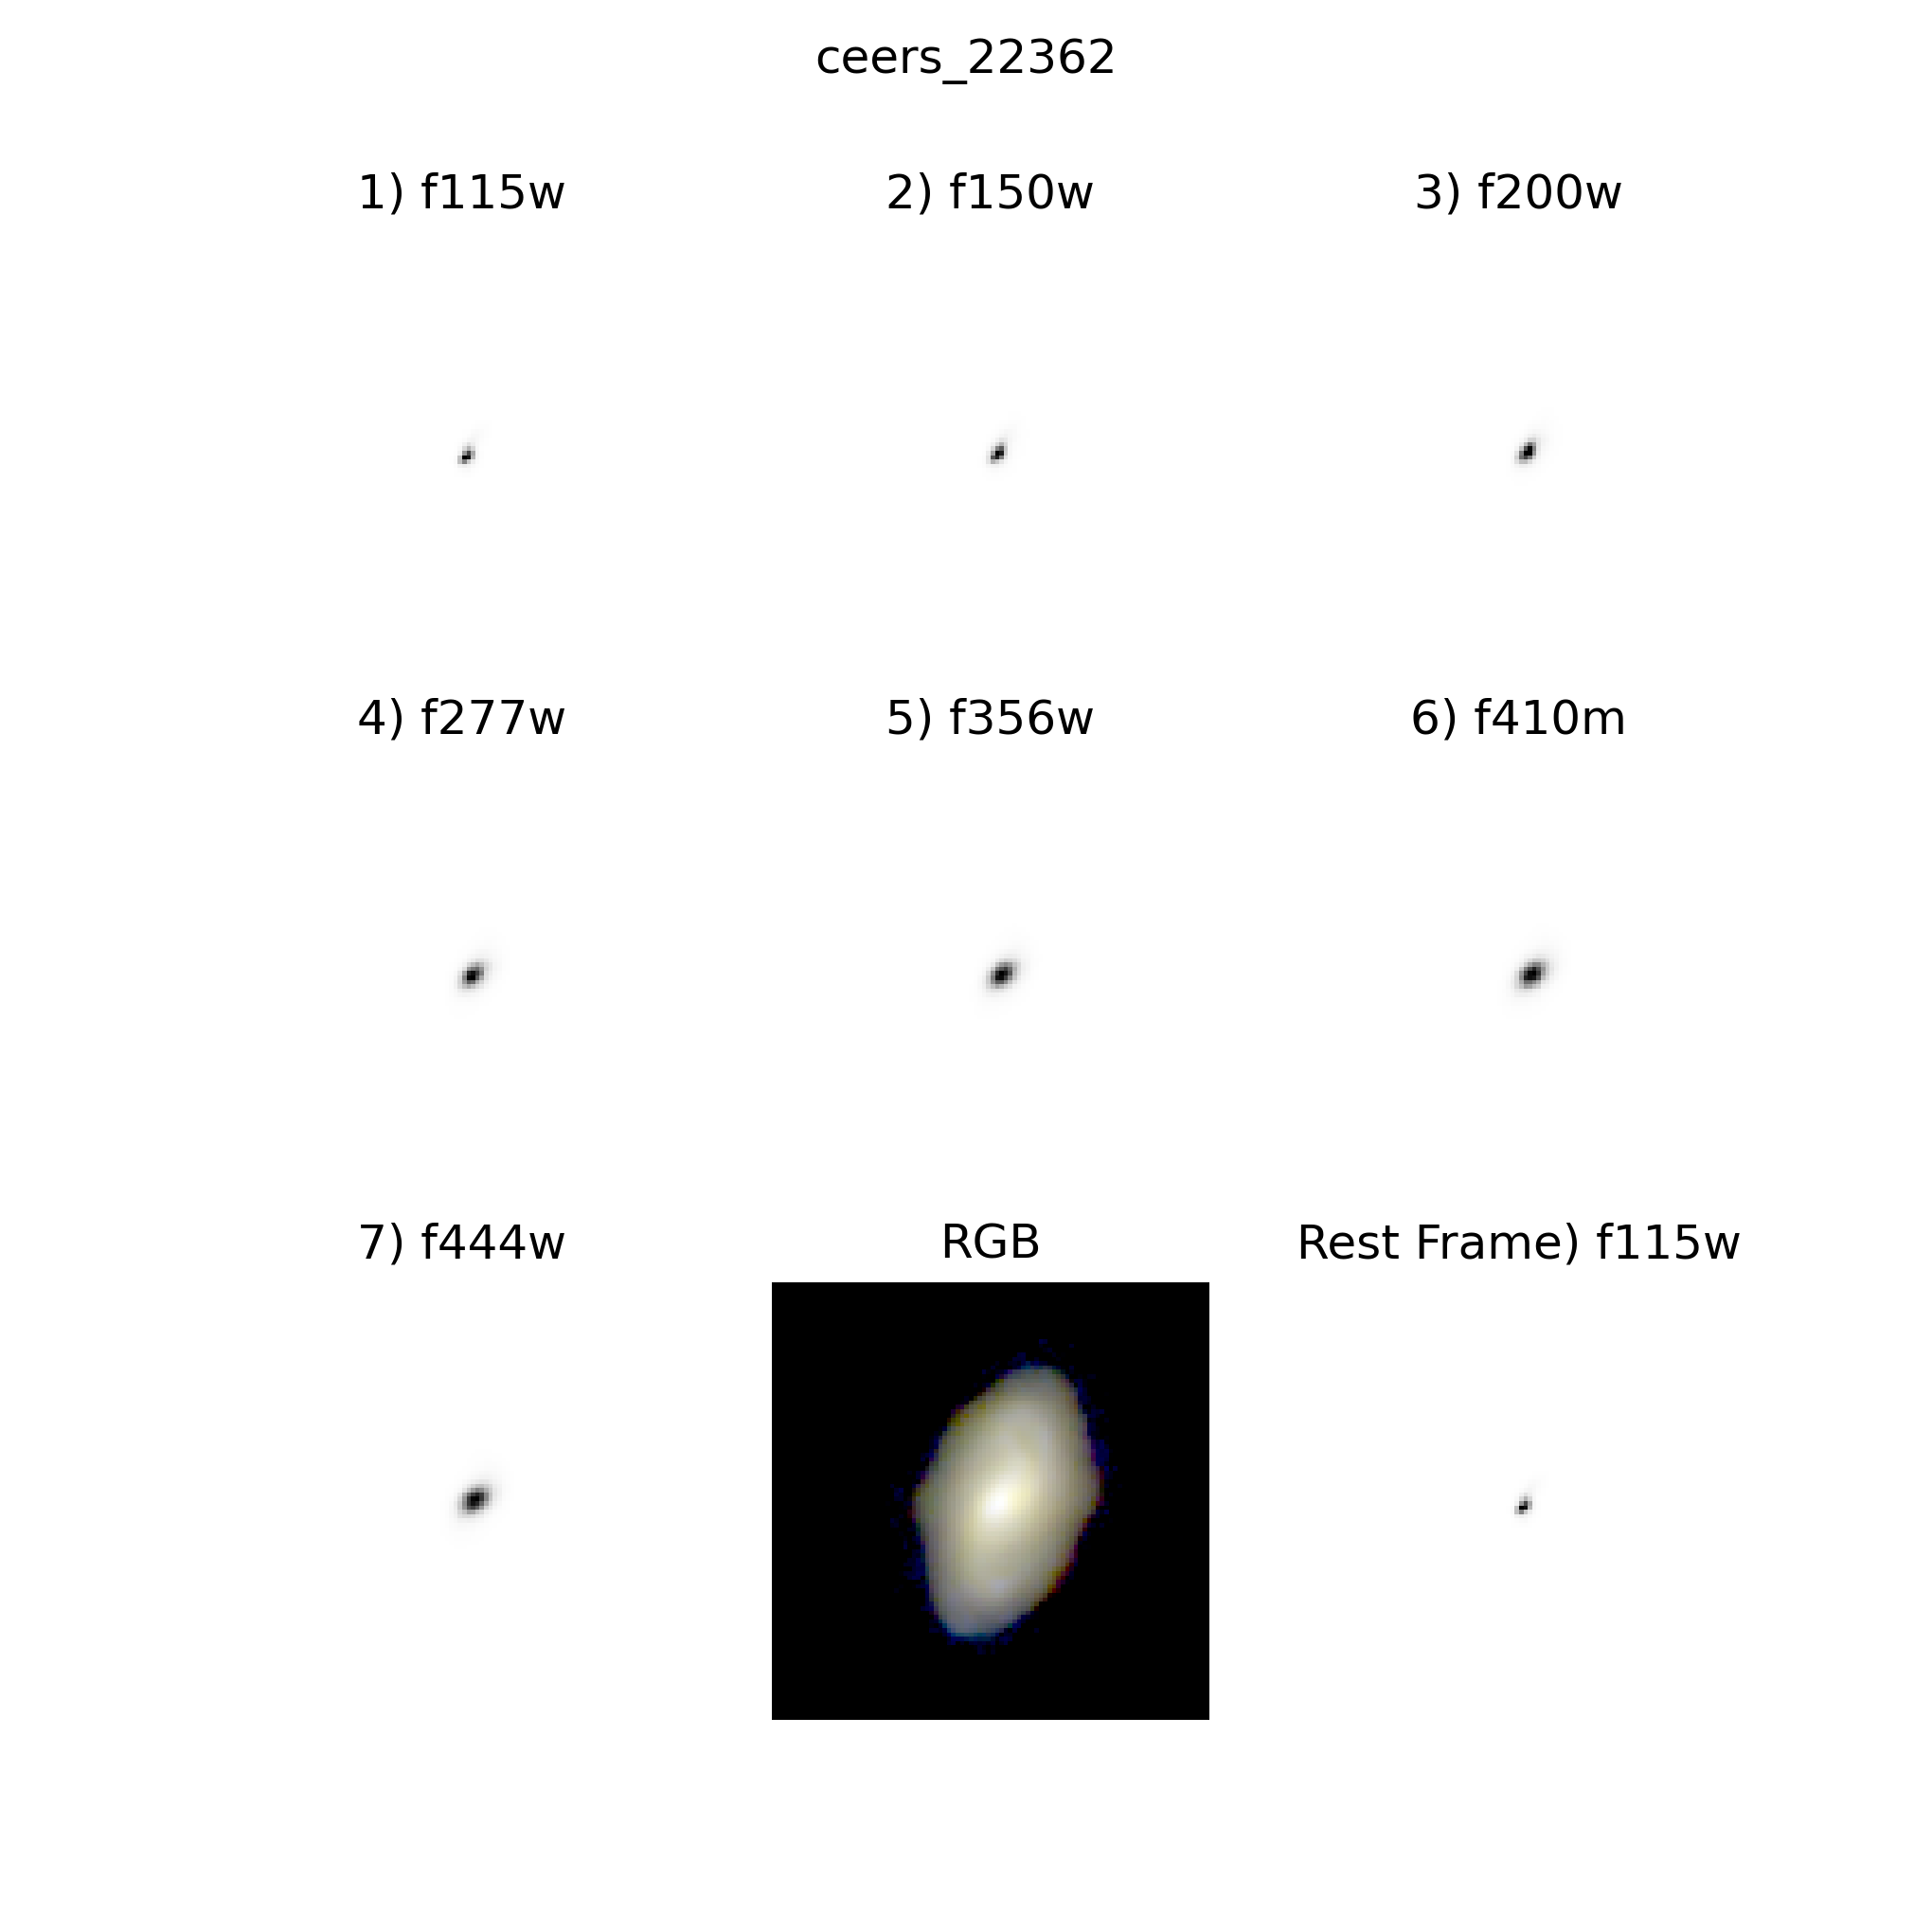 ceers_22362
1) f115w
2) f150w
3) f200w
4) f277w
5) f356w
6) f410m
7) f444w
RGB
Rest Frame) f115w